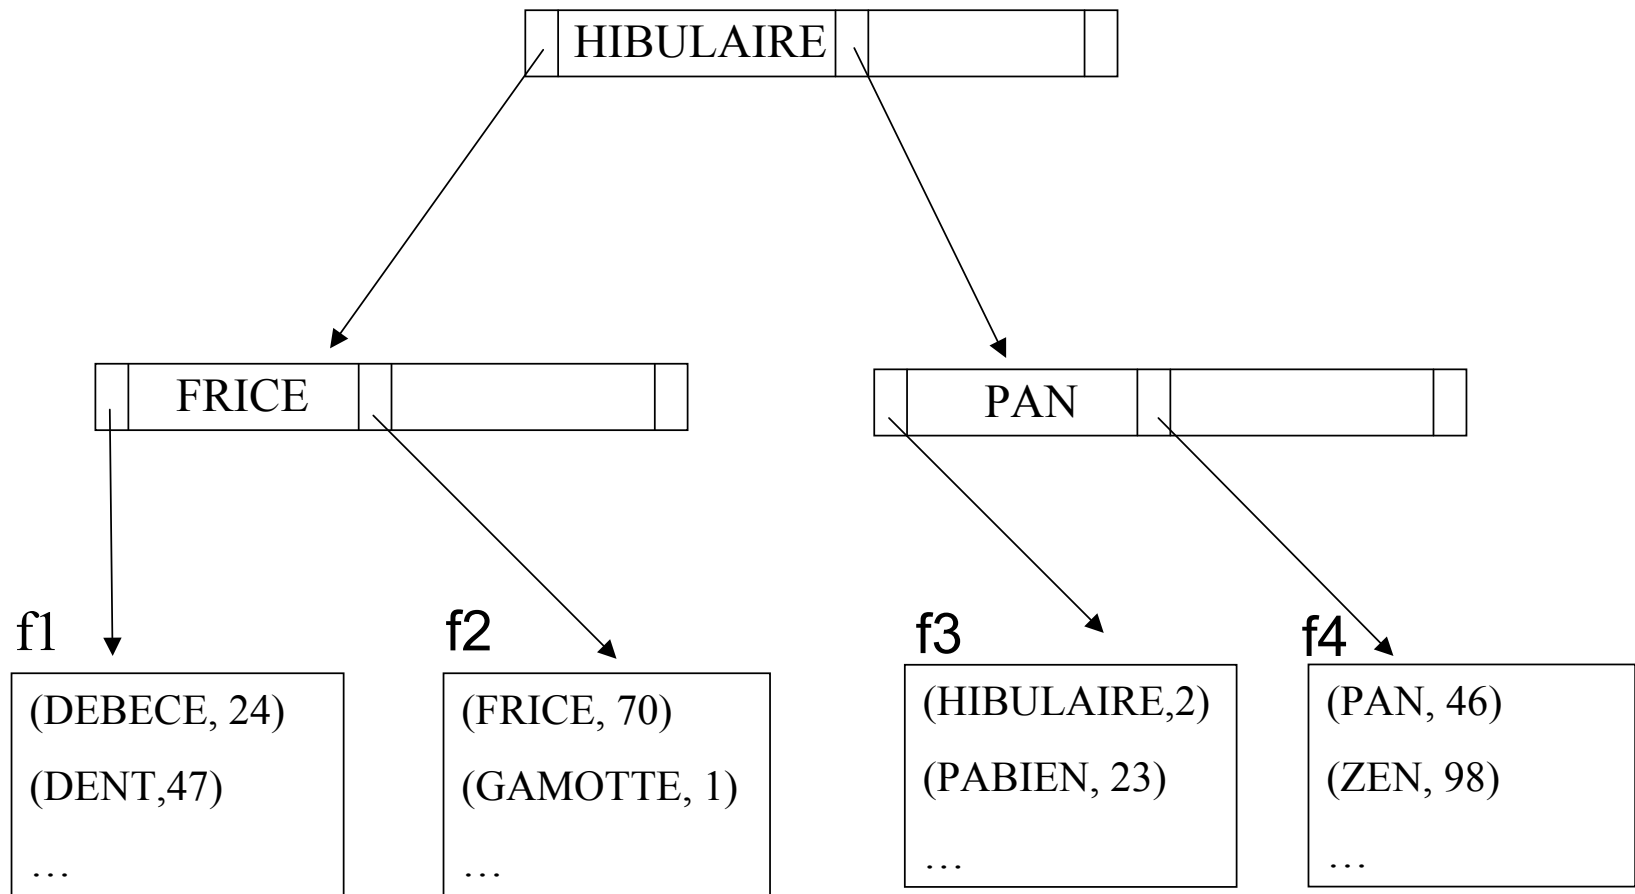 HIBULAIRE
FRICE
PAN
f1
(DEBECE, 24)
(DENT,47)
…
f2
(FRICE, 70)
(GAMOTTE, 1)
…
f3
(HIBULAIRE,2)
(PABIEN, 23)
…
f4
(PAN, 46)
(ZEN, 98)
…